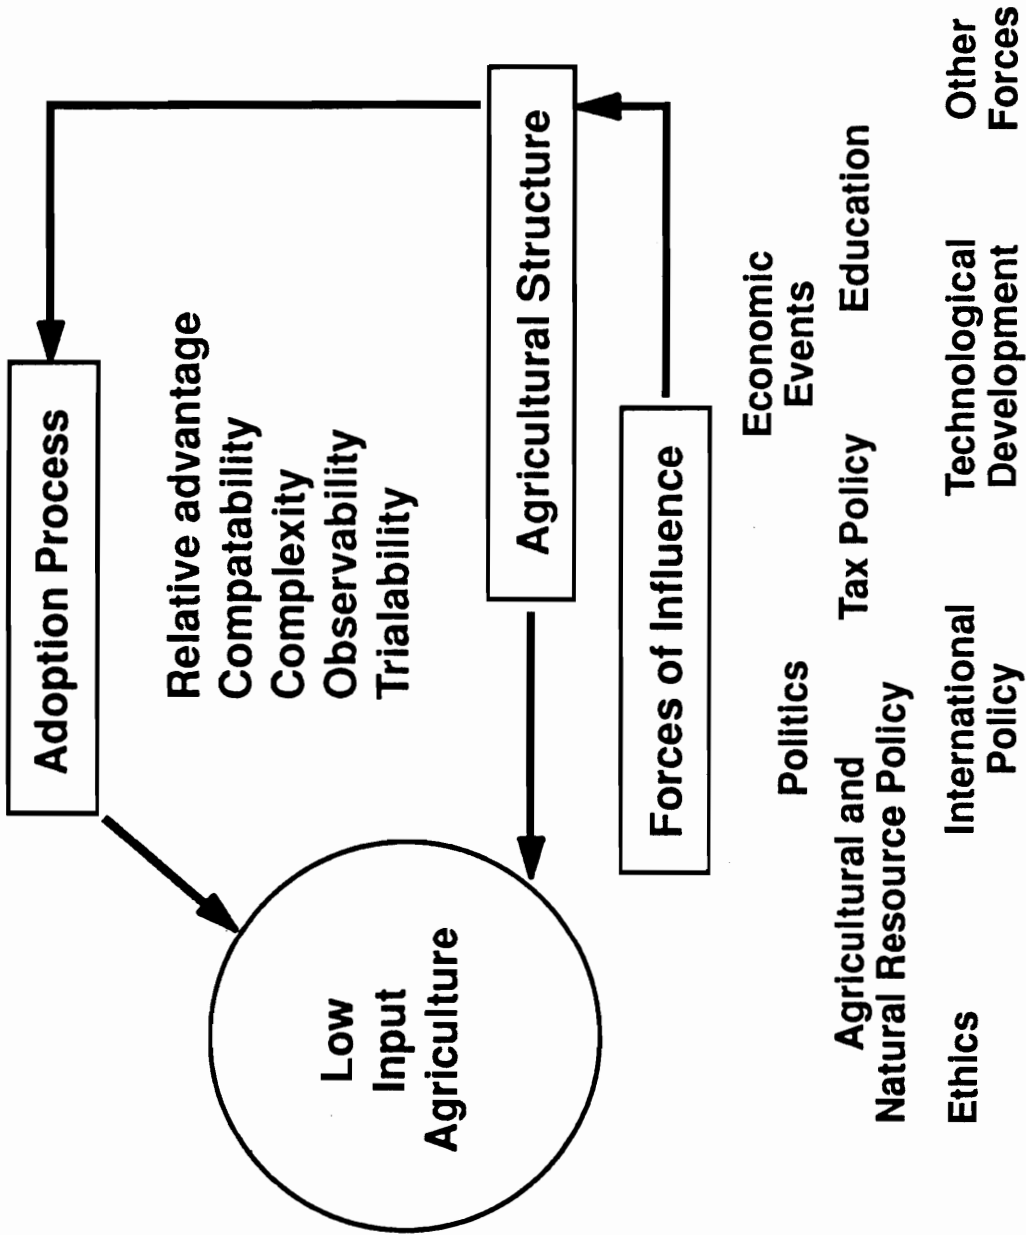 Adoption Process
Relative advantage
Compatability
Complexity
Observability
Trialability
Low
Input
Agriculture
Agricultural Structure
Forces of Influence
Politics
Economic
Events
Agricultural and
Natural Resource Policy
Tax Policy
Education
Ethics
International
Policy
Technological
Development
Other
Forces